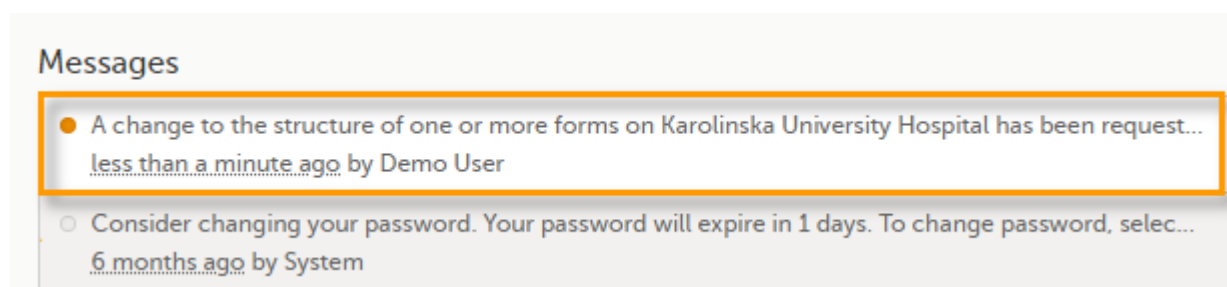 Messages
A change to the structure of one or more forms on Karolinska University Hospital has been request...
less than a minute ago by Demo User
Consider changing your password. Your password will expire in 1 days. To change password, selec...
6 months ago by System